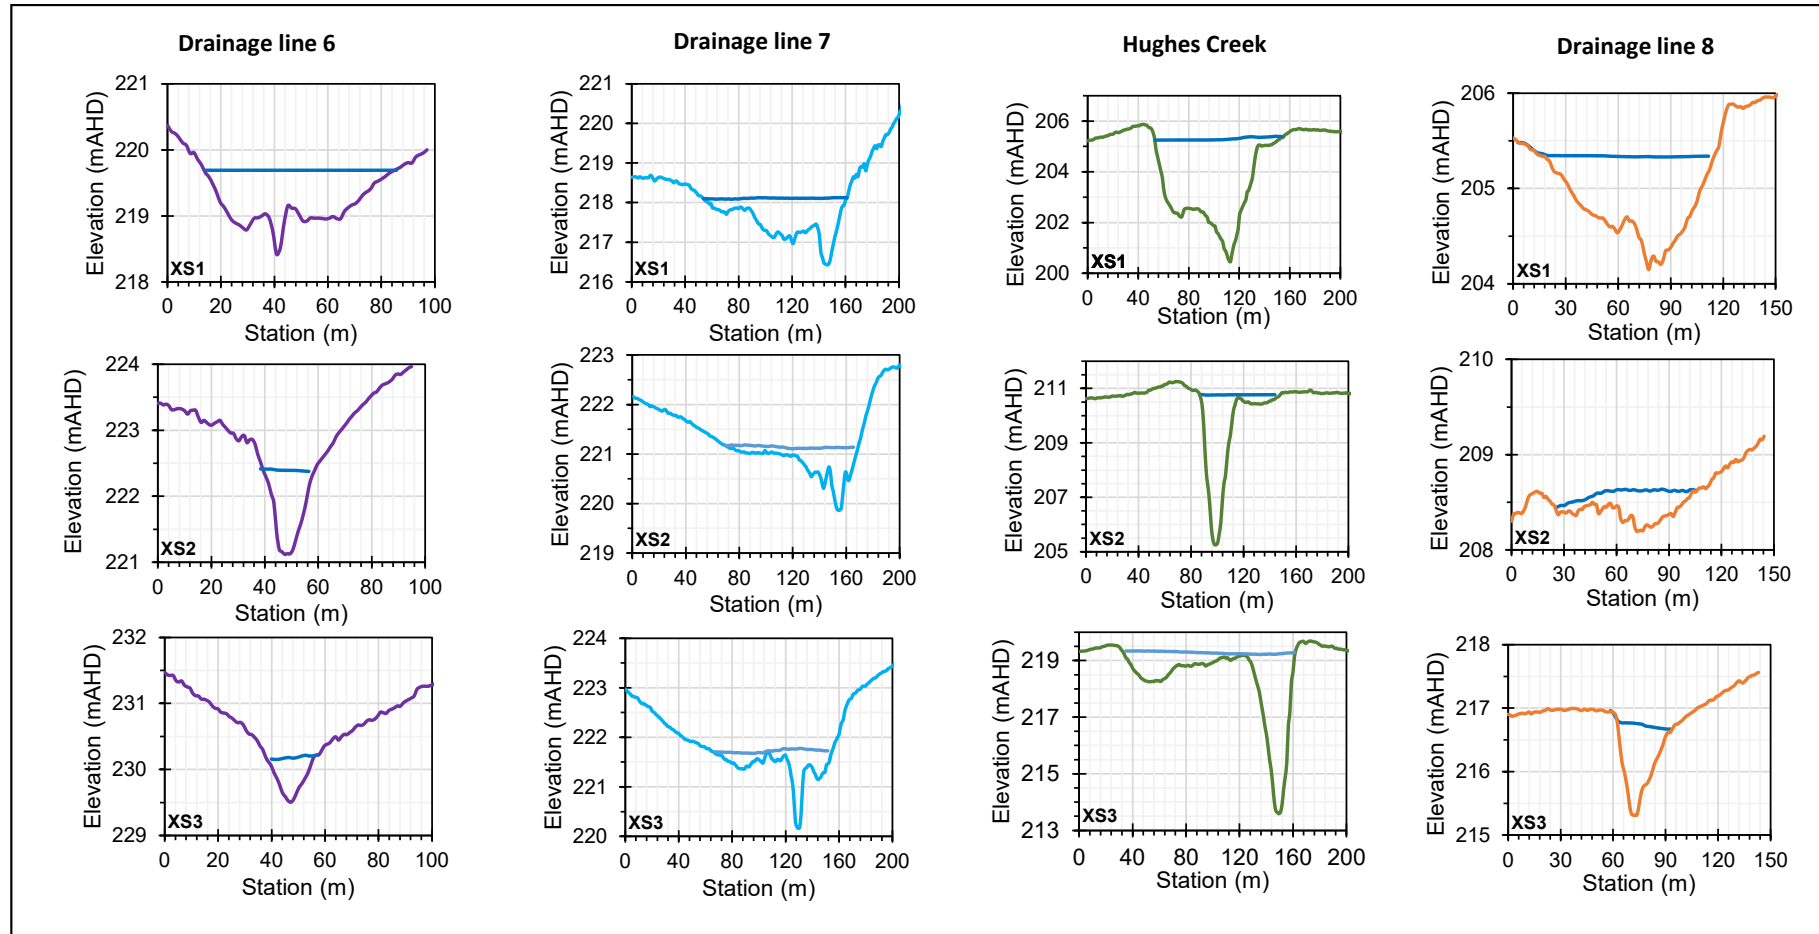 Drainage line 6
Drainage line 7
Hughes Creek
Drainage line 8
Elevation (mAHD)
221
220
219
218
XS1
0 20 40 60 80 100
Station (m)
Elevation (mAHD)
221
220
219
218
217
216
XS1
0 40 80 120 160 200
Station (m)
Elevation (mAHD)
206
204
202
200
XS1
0 40 80 120 160 200
Station (m)
Elevation (mAHD)
206
205
204
XS1
0 30 60 90 120 150
Station (m)
Elevation (mAHD)
224
223
222
221
XS2
0 20 40 60 80 100
Station (m)
Elevation (mAHD)
223
222
221
220
219
XS2
0 40 80 120 160 200
Station (m)
Elevation (mAHD)
211
209
207
205
XS2
0 40 80 120 160 200
Station (m)
Elevation (mAHD)
210
209
208
XS2
0 30 60 90 120 150
Station (m)
Elevation (mAHD)
232
231
230
229
XS3
0 20 40 60 80 100
Station (m)
Elevation (mAHD)
224
223
222
221
220
XS3
0 40 80 120 160 200
Station (m)
Elevation (mAHD)
219
217
215
213
XS3
0 40 80 120 160 200
Station (m)
Elevation (mAHD)
218
217
216
215
XS3
0 30 60 90 120 150
Station (m)